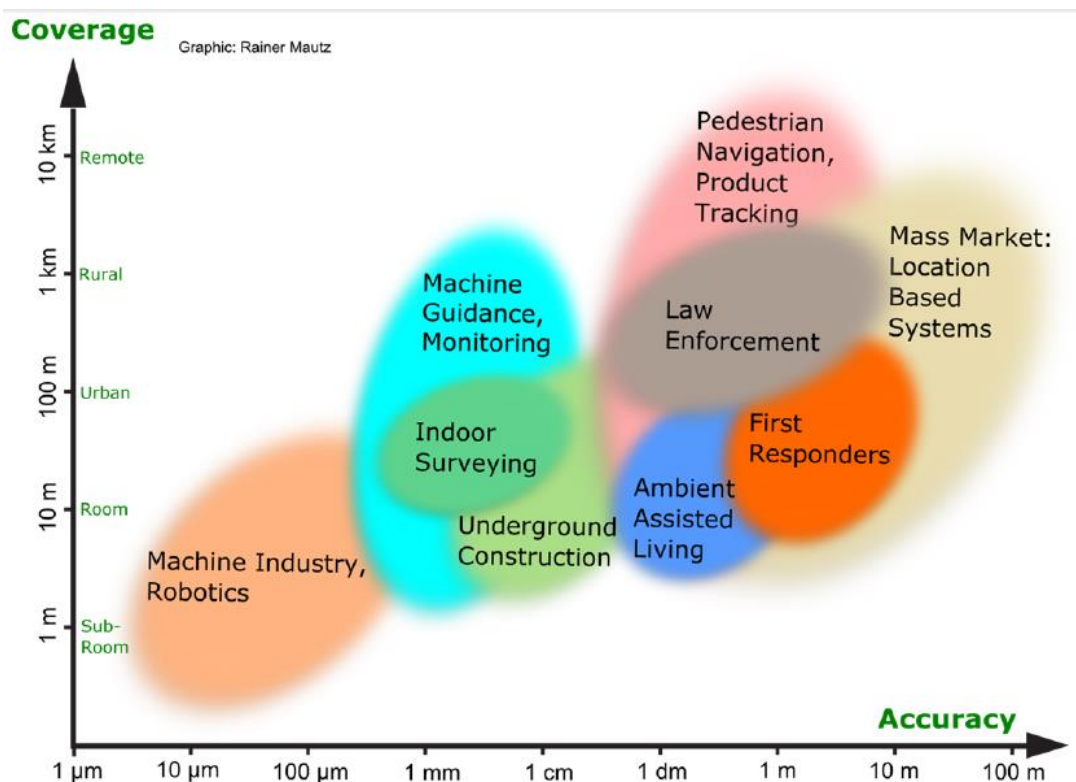 Coverage
Graphic: Rainer Mautz
10 km
Remote
1 km
Rural
100 m
Urban
10 m
Room
1 m
Sub-
Room
Pedestrian
Navigation,
Product
Tracking
Mass Market:
Location
Based
Systems
Machine
Guidance,
Monitoring
Law
Enforcement
Indoor
Surveying
First
Responders
Ambient
Assisted
Living
Underground
Construction
Machine Industry,
Robotics
Accuracy
1 µm
10 µm
100 µm
1 mm
1 cm
1 dm
1 m
10 m
100 m